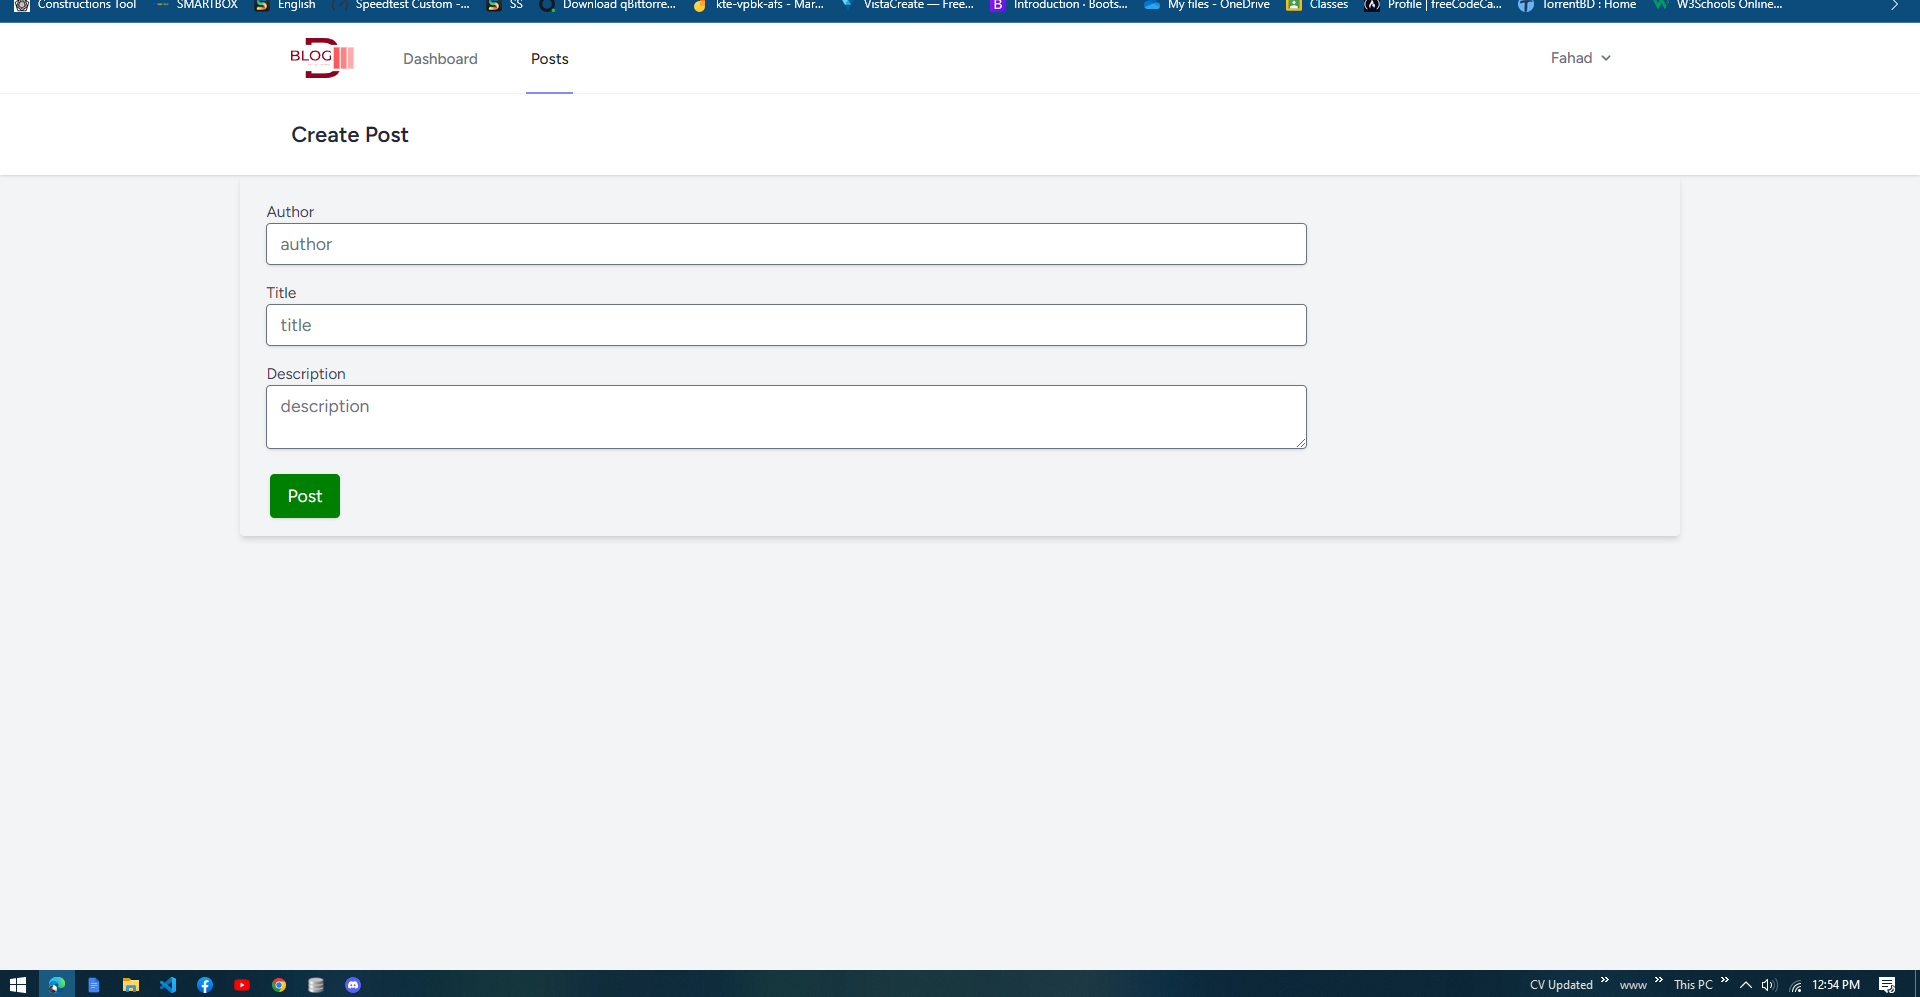 Constructions Tool SMARTBOX English Speedtest Custom -... SS Download qBittorre... kte-vpbk-afs - Mar... VistaCreate — Free... B Introduction · Boots... My files - OneDrive Classes Profile | freeCodeCa... TorrentBD : Home W3Schools Online...
BLOG Dashboard Posts Fahad
Create Post
Author
author
Title
title
Description
description
Post
CV Updated » www » This PC » 12:54 PM